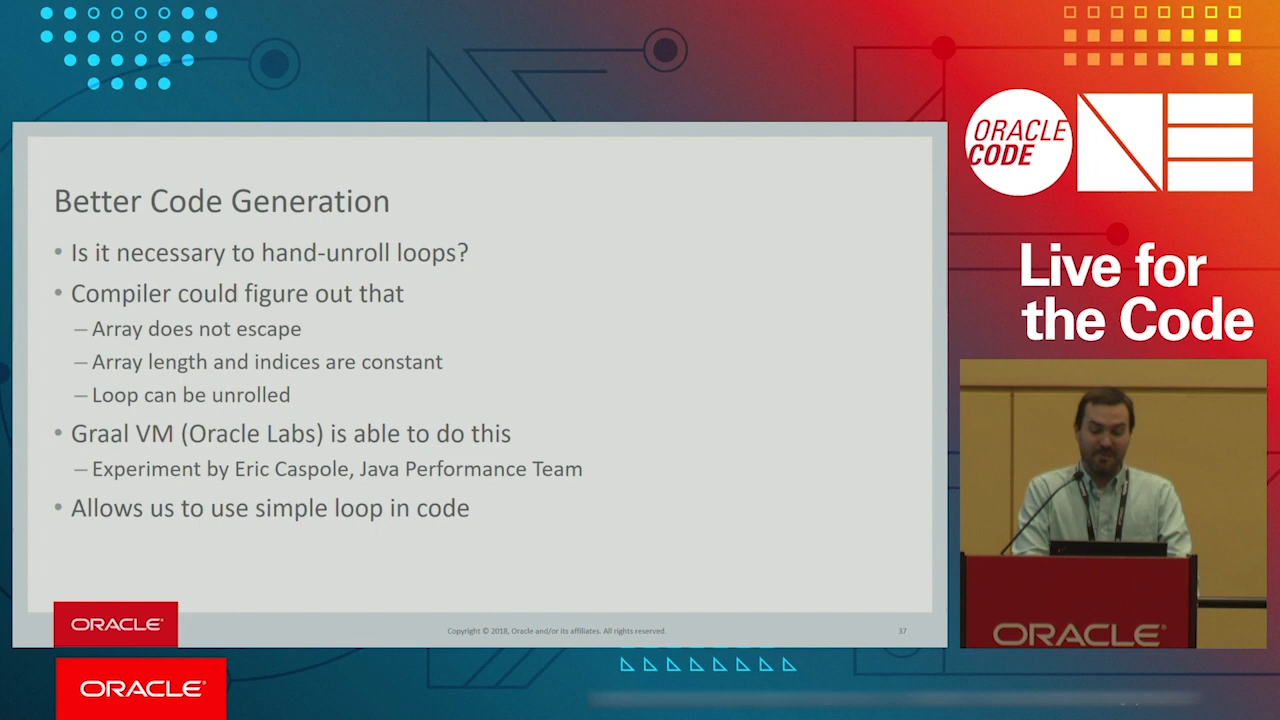 ORACLE
CODE
ONE
Live for
the Code
Better Code Generation
• Is it necessary to hand-unroll loops?
• Compiler could figure out that
– Array does not escape
– Array length and indices are constant
– Loop can be unrolled
• Graal VM (Oracle Labs) is able to do this
– Experiment by Eric Caspole, Java Performance Team
• Allows us to use simple loop in code
ORACLE®
Copyright © 2018, Oracle and/or its affiliates. All rights reserved.
37
ORACLE®
ORACLE®